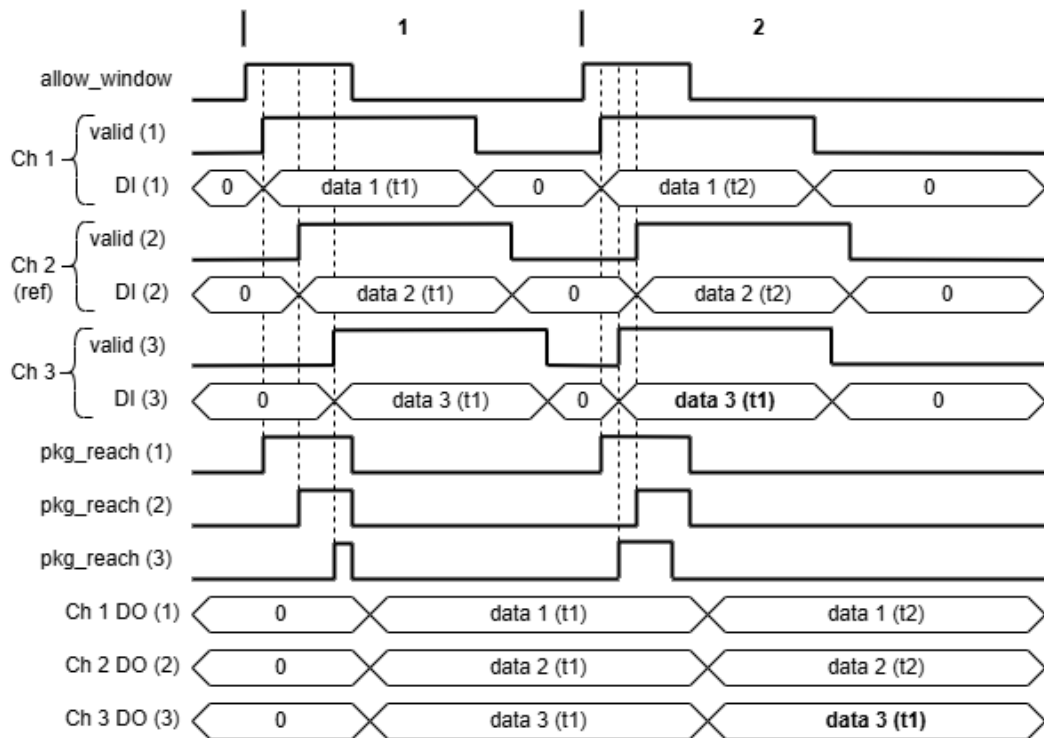 1 2
allow_window
valid (1)
Ch 1
DI (1) 0 data 1 (t1) 0 data 1 (t2) 0
valid (2)
Ch 2
(ref)
DI (2) 0 data 2 (t1) 0 data 2 (t2) 0
valid (3)
Ch 3
DI (3) 0 data 3 (t1) 0 data 3 (t1) 0
pkg_reach (1)
pkg_reach (2)
pkg_reach (3)
Ch 1 DO (1) 0 data 1 (t1) data 1 (t2)
Ch 2 DO (2) 0 data 2 (t1) data 2 (t2)
Ch 3 DO (3) 0 data 3 (t1) data 3 (t1)